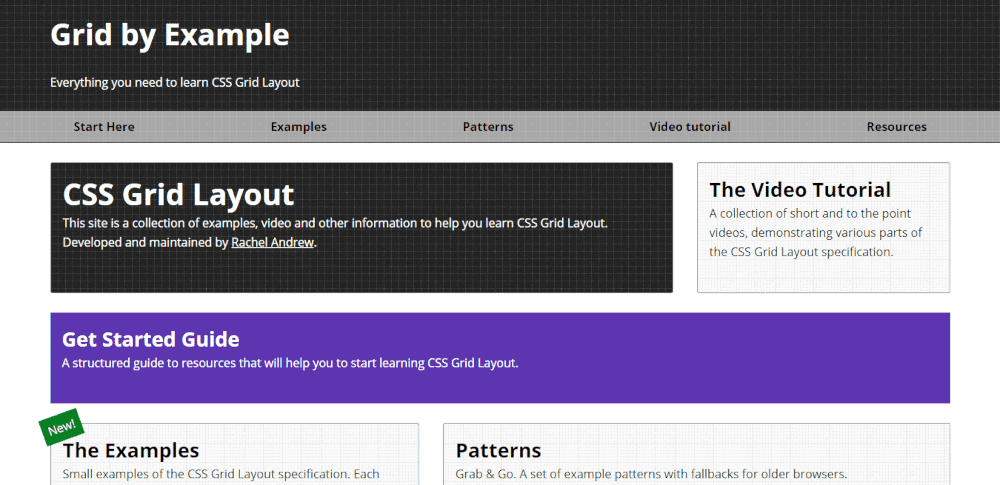 Grid by Example
Everything you need to learn CSS Grid Layout
Start Here Examples Patterns Video tutorial Resources
CSS Grid Layout
This site is a collection of examples, video and other information to help you learn CSS Grid Layout.
Developed and maintained by Rachel Andrew.
The Video Tutorial
A collection of short and to the point
videos, demonstrating various parts of
the CSS Grid Layout specification.
Get Started Guide
A structured guide to resources that will help you to start learning CSS Grid Layout.
New!
The Examples
Small examples of the CSS Grid Layout specification. Each
Patterns
Grab & Go. A set of example patterns with fallbacks for older browsers.